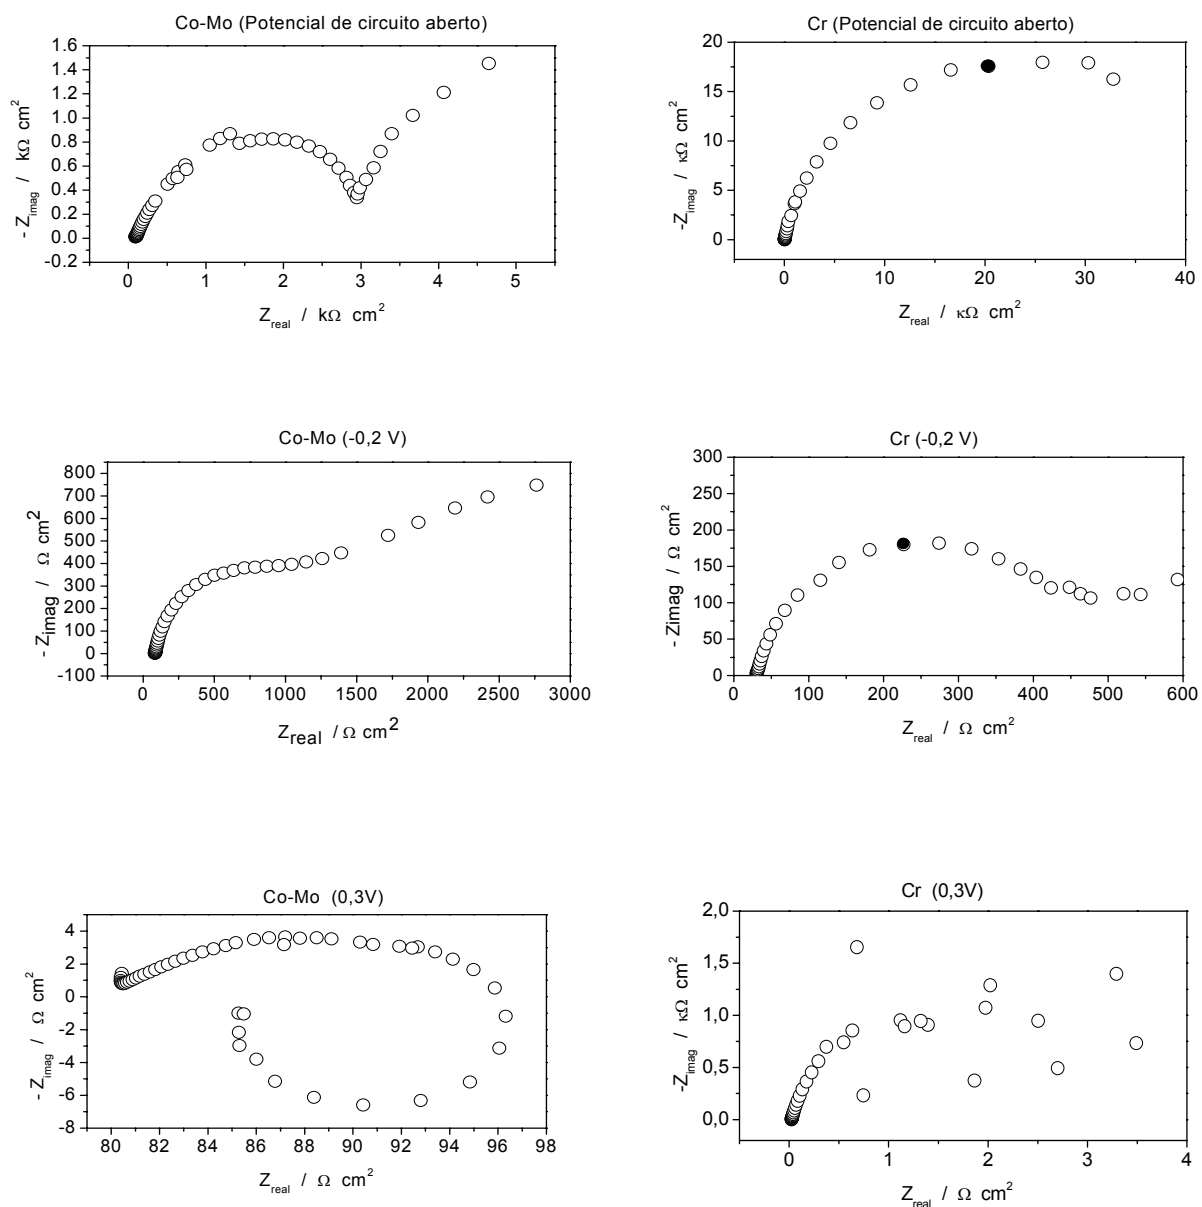 Co-Mo (Potencial de circuito aberto)
1.6
1.4
1.2
1.0
0.8
0.6
0.4
0.2
0.0
-0.2
- Z_imag / kΩ cm²
0 1 2 3 4 5
Z_real / kΩ cm²
Cr (Potencial de circuito aberto)
20
15
10
5
0
-Z_imag / κΩ cm²
0 10 20 30 40
Z_real / κΩ cm²
Co-Mo (-0,2 V)
800
700
600
500
400
300
200
100
0
-100
- Z_imag / Ω cm²
0 500 1000 1500 2000 2500 3000
Z_real / Ω cm²
Cr (-0,2 V)
300
250
200
150
100
50
0
- Zimag / Ω cm²
0 100 200 300 400 500 600
Z_real / Ω cm²
Co-Mo (0,3V)
4
2
0
-2
-4
-6
-8
- Z_imag / Ω cm²
80 82 84 86 88 90 92 94 96 98
Z_real / Ω cm²
Cr (0,3V)
2,0
1,5
1,0
0,5
0,0
-Z_imag / κΩ cm²
0 1 2 3 4
Z_real / Ω cm²